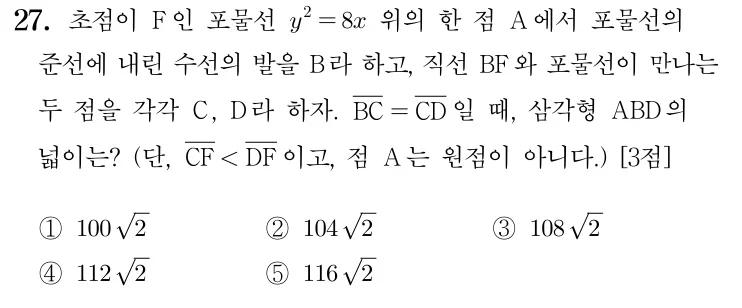 27. 초점이 F인 포물선 y²=8x 위의 한 점 A에서 포물선의
준선에 내린 수선의 발을 B라 하고, 직선 BF와 포물선이 만나는
두 점을 각각 C, D라 하자. B̅C̅=C̅D̅일 때, 삼각형 ABD의
넓이는? (단, C̅F̅<D̅F̅이고, 점 A는 원점이 아니다.) [3점]
① 100√2 ② 104√2 ③ 108√2
④ 112√2 ⑤ 116√2